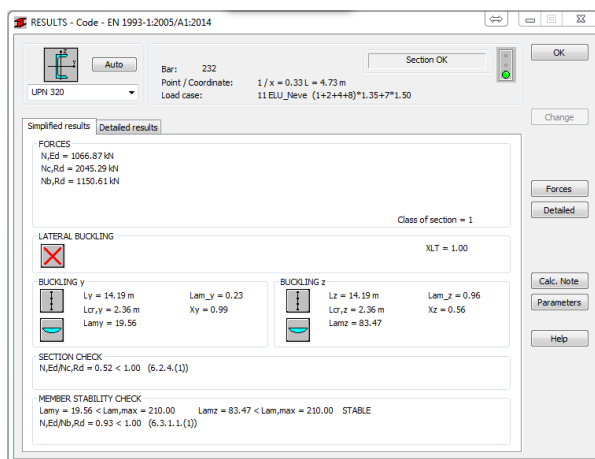 RESULTS - Code - EN 1993-1:2005/A1:2014
z
y
Auto
UPN 320
Bar: 232
Point / Coordinate: 1 / x = 0.33 L = 4.73 m
Load case: 11 ELU_Neve (1+2+4+8)*1.35+7*1.50
Section OK
OK
Change
Forces
Detailed
Calc. Note
Parameters
Help
Simplified results Detailed results
FORCES
N,Ed = 1066.87 kN
Nc,Rd = 2045.29 kN
Nb,Rd = 1150.61 kN
Class of section = 1
LATERAL BUCKLING
XLT = 1.00
BUCKLING y
Ly = 14.19 m Lam_y = 0.23
Lcr,y = 2.36 m Xy = 0.99
Lamy = 19.56
BUCKLING z
Lz = 14.19 m Lam_z = 0.96
Lcr,z = 2.36 m Xz = 0.56
Lamz = 83.47
SECTION CHECK
N,Ed/Nc,Rd = 0.52 < 1.00 (6.2.4.(1))
MEMBER STABILITY CHECK
Lamy = 19.56 < Lam,max = 210.00 Lamz = 83.47 < Lam,max = 210.00 STABLE
N,Ed/Nb,Rd = 0.93 < 1.00 (6.3.1.1.(1))